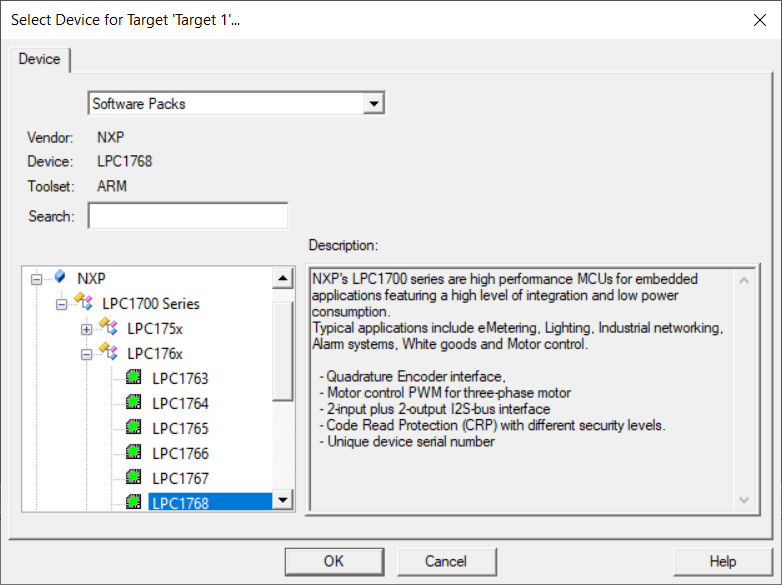 Select Device for Target 'Target 1'...
Device
Software Packs
Vendor: NXP
Device: LPC1768
Toolset: ARM
Search:
Description:
NXP
LPC1700 Series
LPC175x
LPC176x
LPC1763
LPC1764
LPC1765
LPC1766
LPC1767
LPC1768
NXP's LPC1700 series are high performance MCUs for embedded
applications featuring a high level of integration and low power
consumption.
Typical applications include eMetering, Lighting, Industrial networking,
Alarm systems, White goods and Motor control.
- Quadrature Encoder interface,
- Motor control PWM for three-phase motor
- 2-input plus 2-output I2S-bus interface
- Code Read Protection (CRP) with different security levels.
- Unique device serial number
OK
Cancel
Help